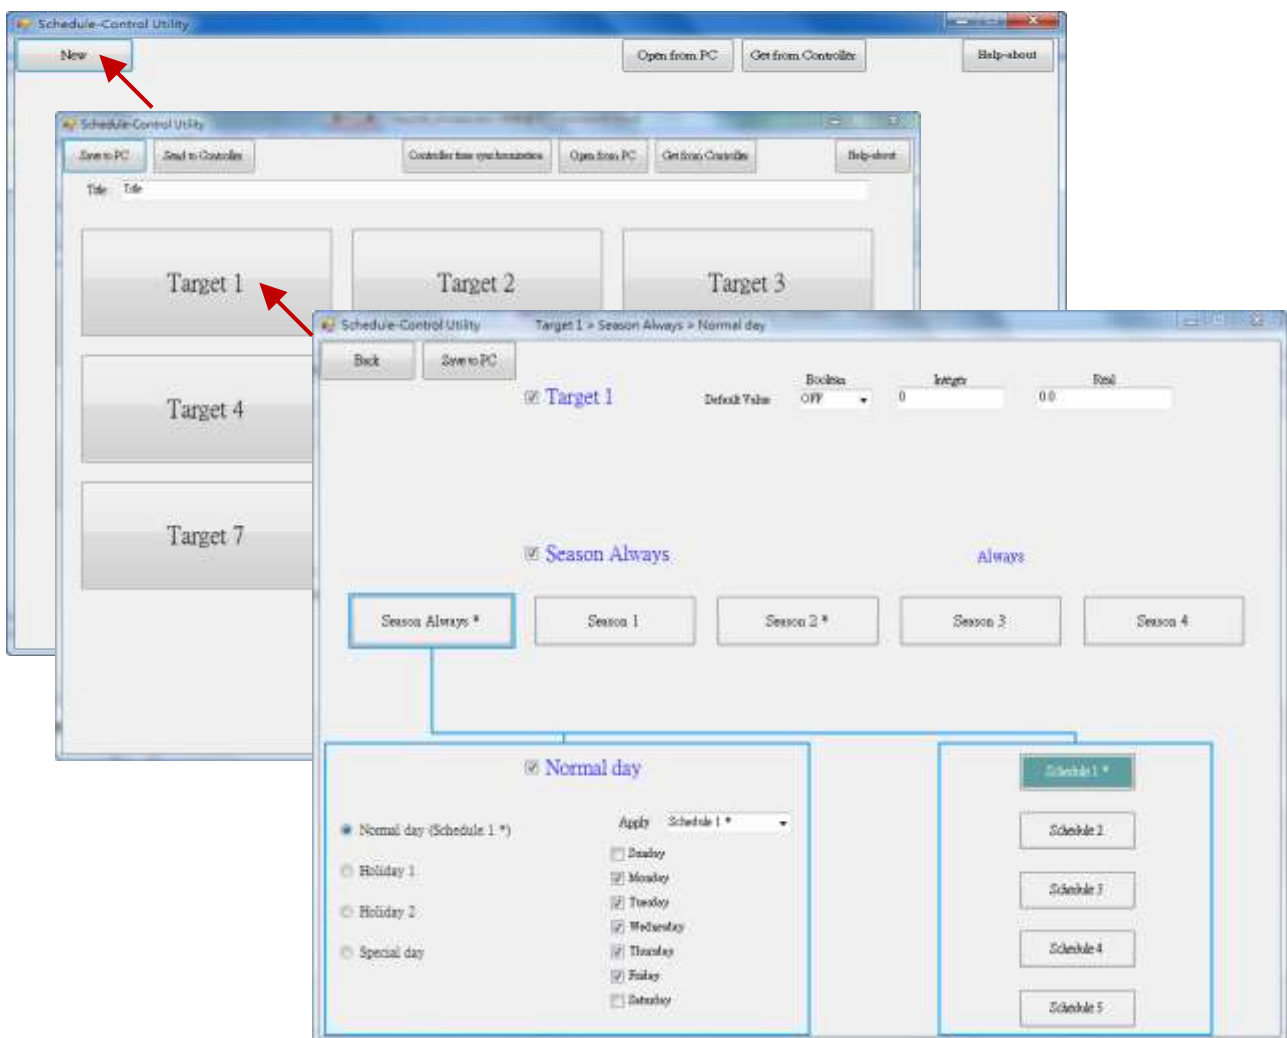 Schedule-Control Utility
New
Open from PC
Get from Controller
Help-about
Schedule-Control Utility
Save to PC
Send to Controller
Controller time synchronization
Open from PC
Get from Controller
Help-about
Title
Title
Target 1
Target 2
Target 3
Target 4
Target 7
Schedule-Control Utility
Target 1 > Season Always > Normal day
Back
Save to PC
Target 1
Default Value
Boolean
OFF
Integer
0
Real
0.0
Season Always
Always
Season Always *
Season 1
Season 2 *
Season 3
Season 4
Normal day
Normal day (Schedule 1 *)
Holiday 1
Holiday 2
Special day
Apply
Schedule 1 *
Sunday
Monday
Tuesday
Wednesday
Thursday
Friday
Saturday
Schedule 1 *
Schedule 2
Schedule 3
Schedule 4
Schedule 5